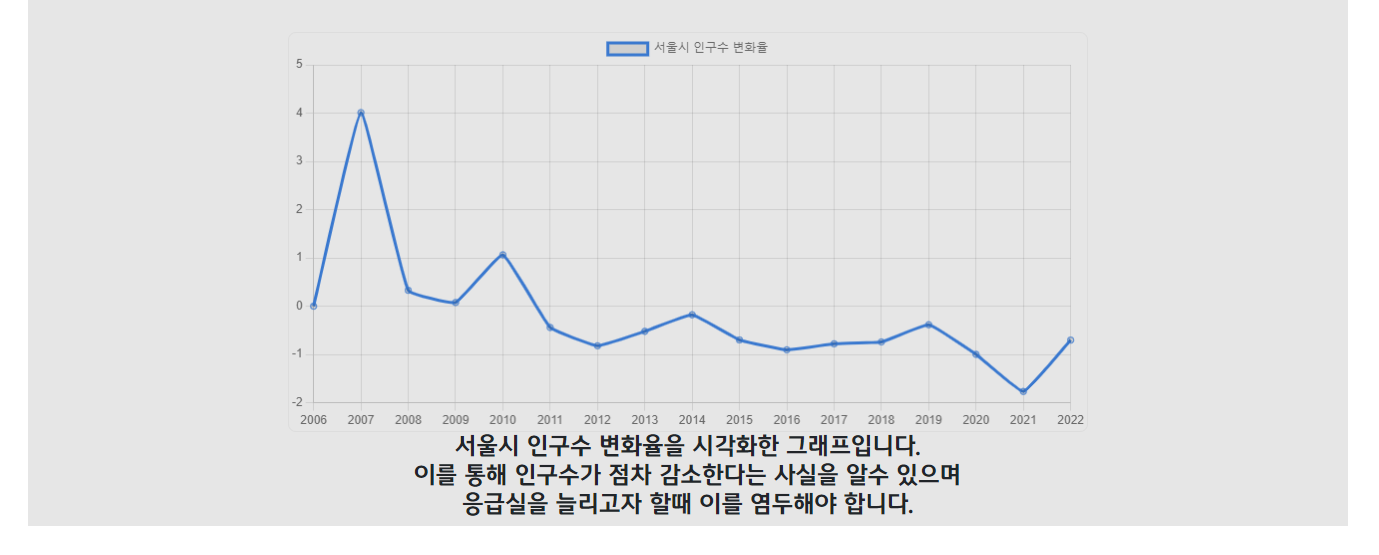 서울시 인구수 변화율
5
4
3
2
1
0
-1
-2
2006 2007 2008 2009 2010 2011 2012 2013 2014 2015 2016 2017 2018 2019 2020 2021 2022
서울시 인구수 변화율을 시각화한 그래프입니다.
이를 통해 인구수가 점차 감소한다는 사실을 알수 있으며
응급실을 늘리고자 할때 이를 염두해야 합니다.